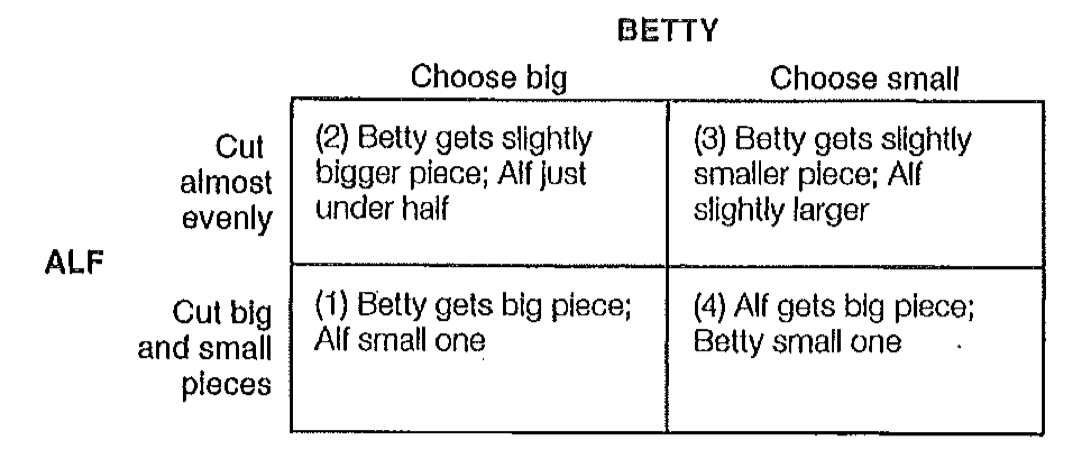 BETTY
Choose big
Choose small
Cut
almost
evenly
(2) Betty gets slightly
bigger piece; Alf just
under half
(3) Betty gets slightly
smaller piece; Alf
slightly larger
ALF
Cut big
and small
pieces
(1) Betty gets big piece;
Alf small one
(4) Alf gets big piece;
Betty small one